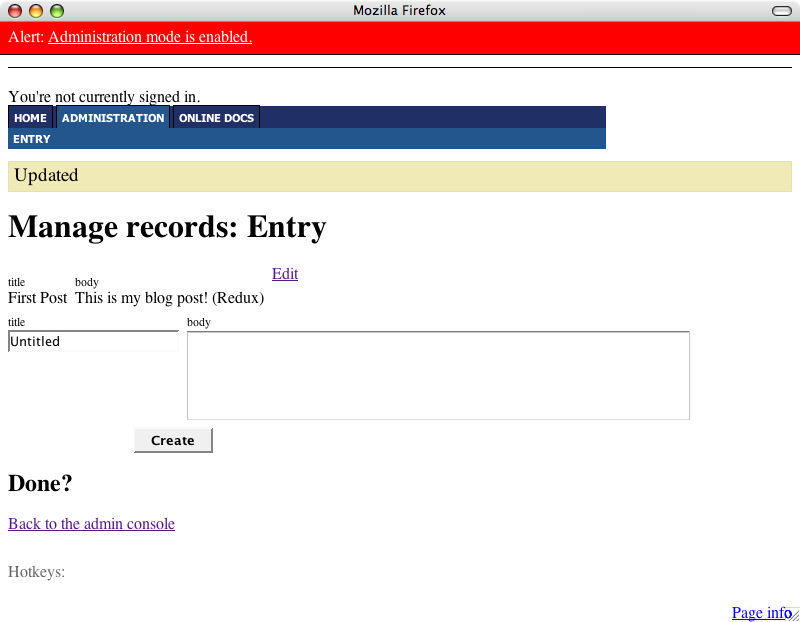 Mozilla Firefox
Alert: Administration mode is enabled.
You're not currently signed in.
HOME ADMINISTRATION ONLINE DOCS
ENTRY
Updated
Manage records: Entry
title body Edit
First Post This is my blog post! (Redux)
title body
Untitled
Create
Done?
Back to the admin console
Hotkeys:
Page info